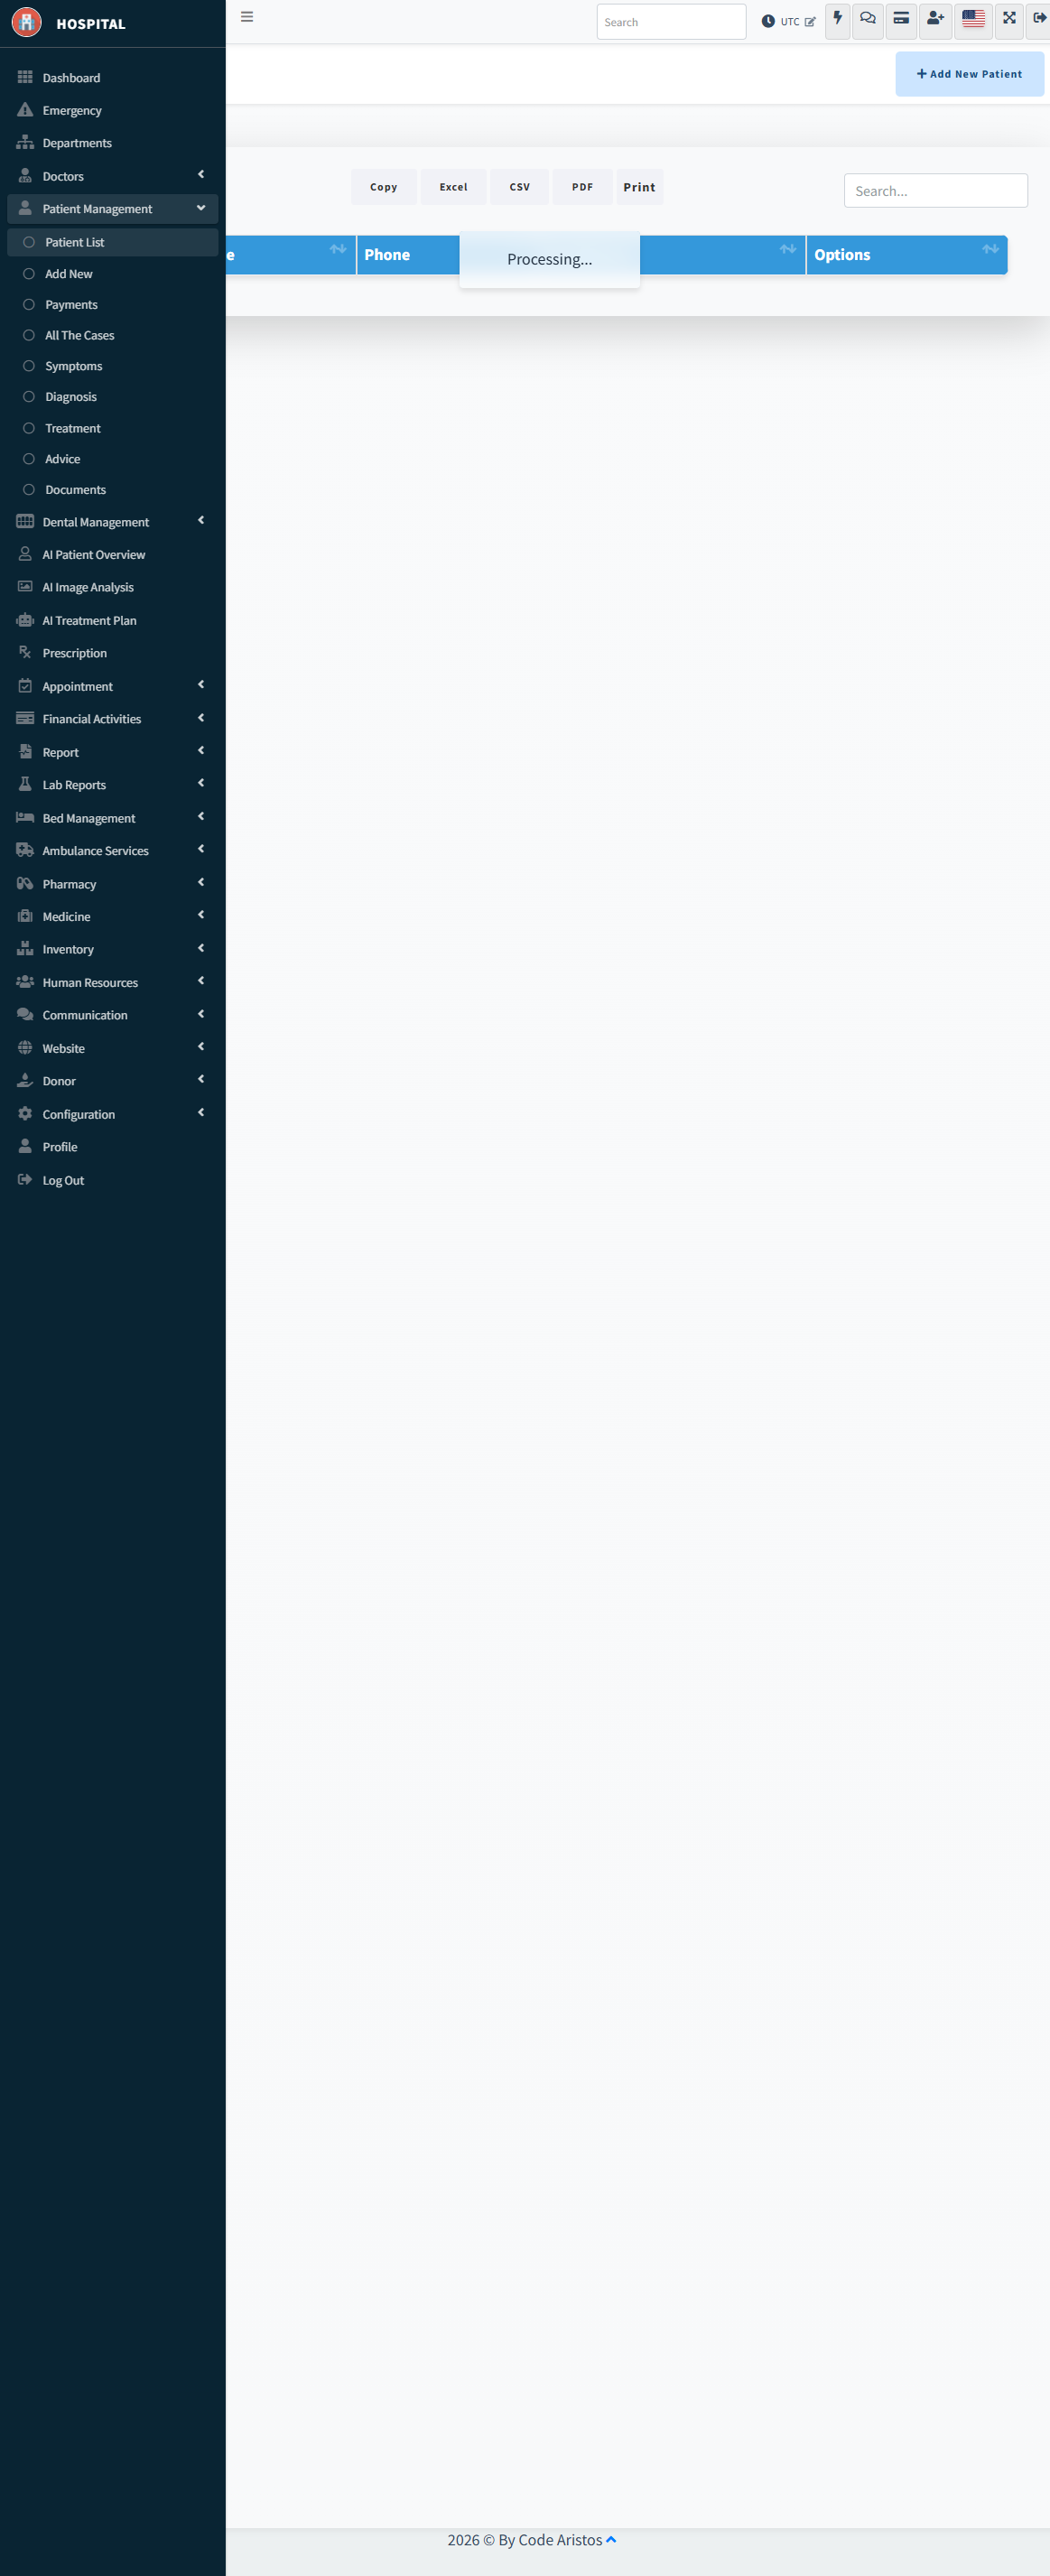 HOSPITAL
Search
UTC
Add New Patient
Dashboard
Emergency
Departments
Doctors
Patient Management
Patient List
Add New
Payments
All The Cases
Symptoms
Diagnosis
Treatment
Advice
Documents
Dental Management
AI Patient Overview
AI Image Analysis
AI Treatment Plan
Prescription
Appointment
Financial Activities
Report
Lab Reports
Bed Management
Ambulance Services
Pharmacy
Medicine
Inventory
Human Resources
Communication
Website
Donor
Configuration
Profile
Log Out
Copy Excel CSV PDF Print
Search...
e Phone Options
Processing...
2026 © By Code Aristos